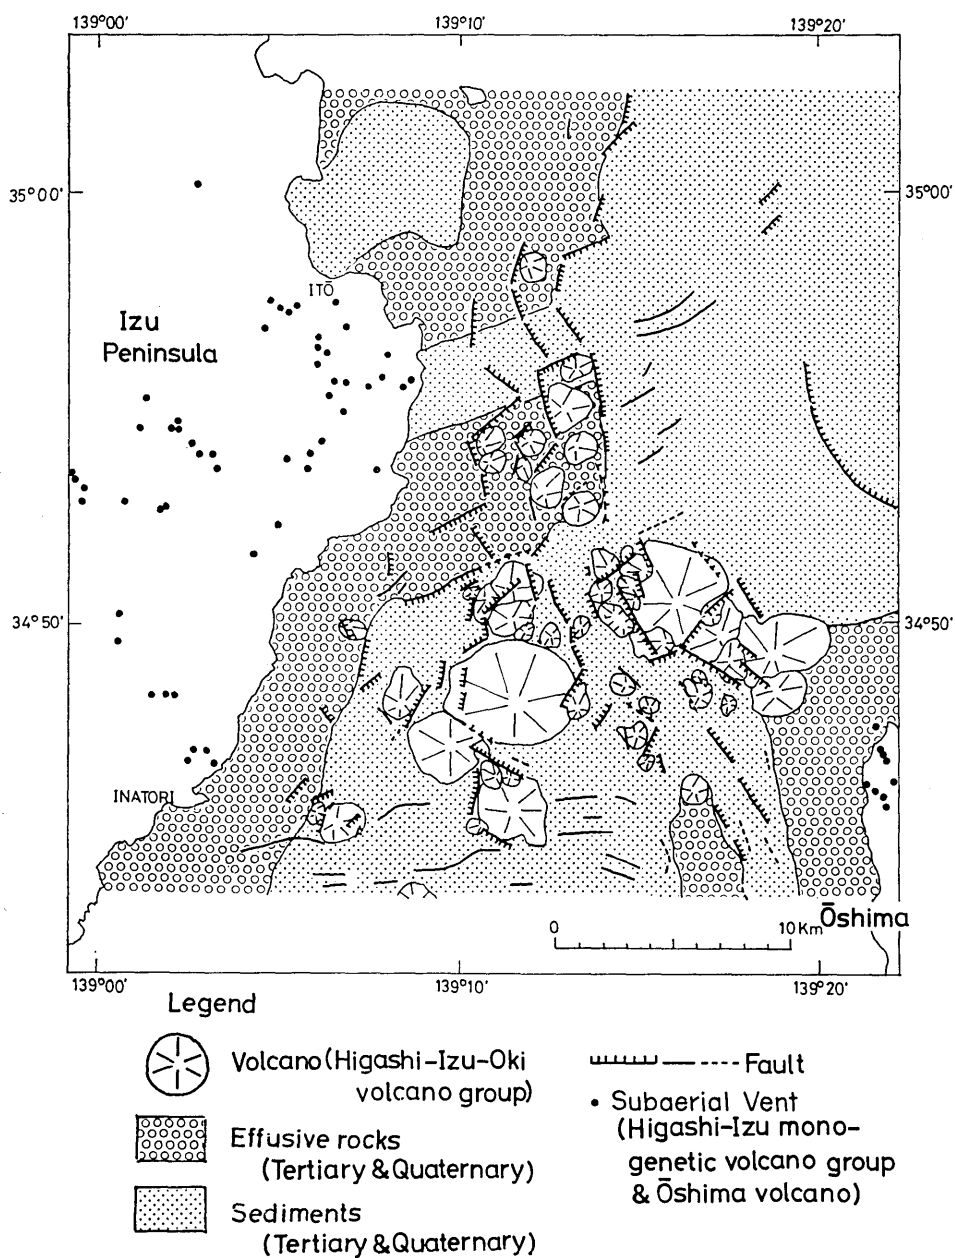 139°00'
139°10'
139°20'
35°00'
35°00'
ITŌ
Izu
Peninsula
34°50'
34°50'
INATORI
0
10Km
Ōshima
139°00'
139°10'
139°20'
Legend
Volcano (Higashi-Izu-Oki
volcano group)
Effusive rocks
(Tertiary & Quaternary)
Sediments
(Tertiary & Quaternary)
Fault
Subaerial Vent
(Higashi-Izu mono-
genetic volcano group
& Ōshima volcano)